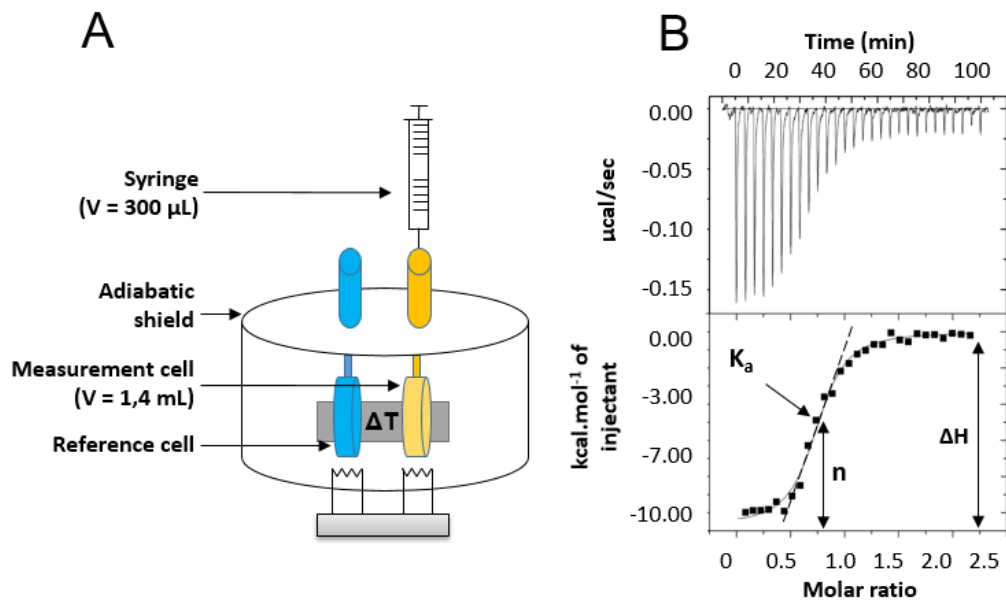 A
Syringe
(V = 300 µL)
Adiabatic
shield
Measurement cell
(V = 1,4 mL)
Reference cell
ΔT
B
Time (min)
0 20 40 60 80 100
0.00
-0.05
-0.10
-0.15
µcal/sec
0.00
-3.00
-7.00
-10.00
kcal.mol⁻¹ of
injectant
Kₐ
n
ΔH
0 0.5 1.0 1.5 2.0 2.5
Molar ratio